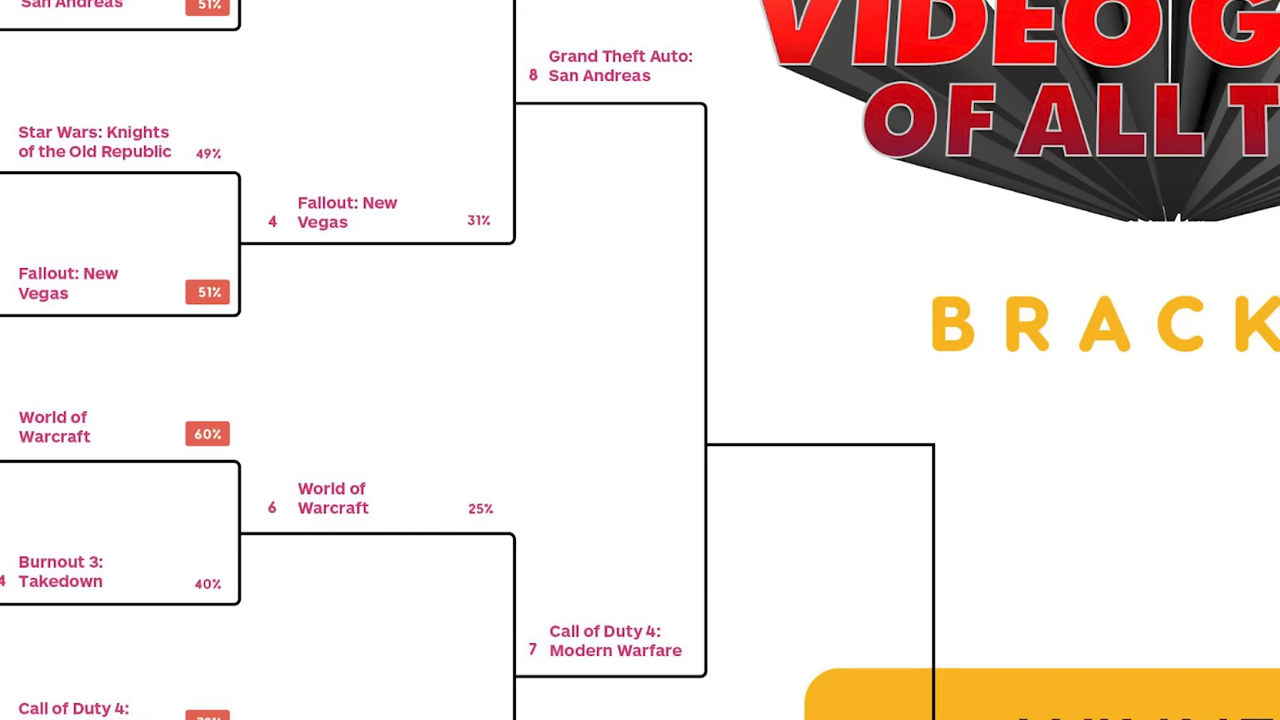 San Andreas 51%
Grand Theft Auto:
8 San Andreas
VIDEO G
OF ALL T
Star Wars: Knights
of the Old Republic 49%
Fallout: New
4 Vegas 31%
Fallout: New
Vegas 51%
BRACK
World of
Warcraft 60%
World of
6 Warcraft 25%
Burnout 3:
4 Takedown 40%
Call of Duty 4:
7 Modern Warfare
Call of Duty 4: